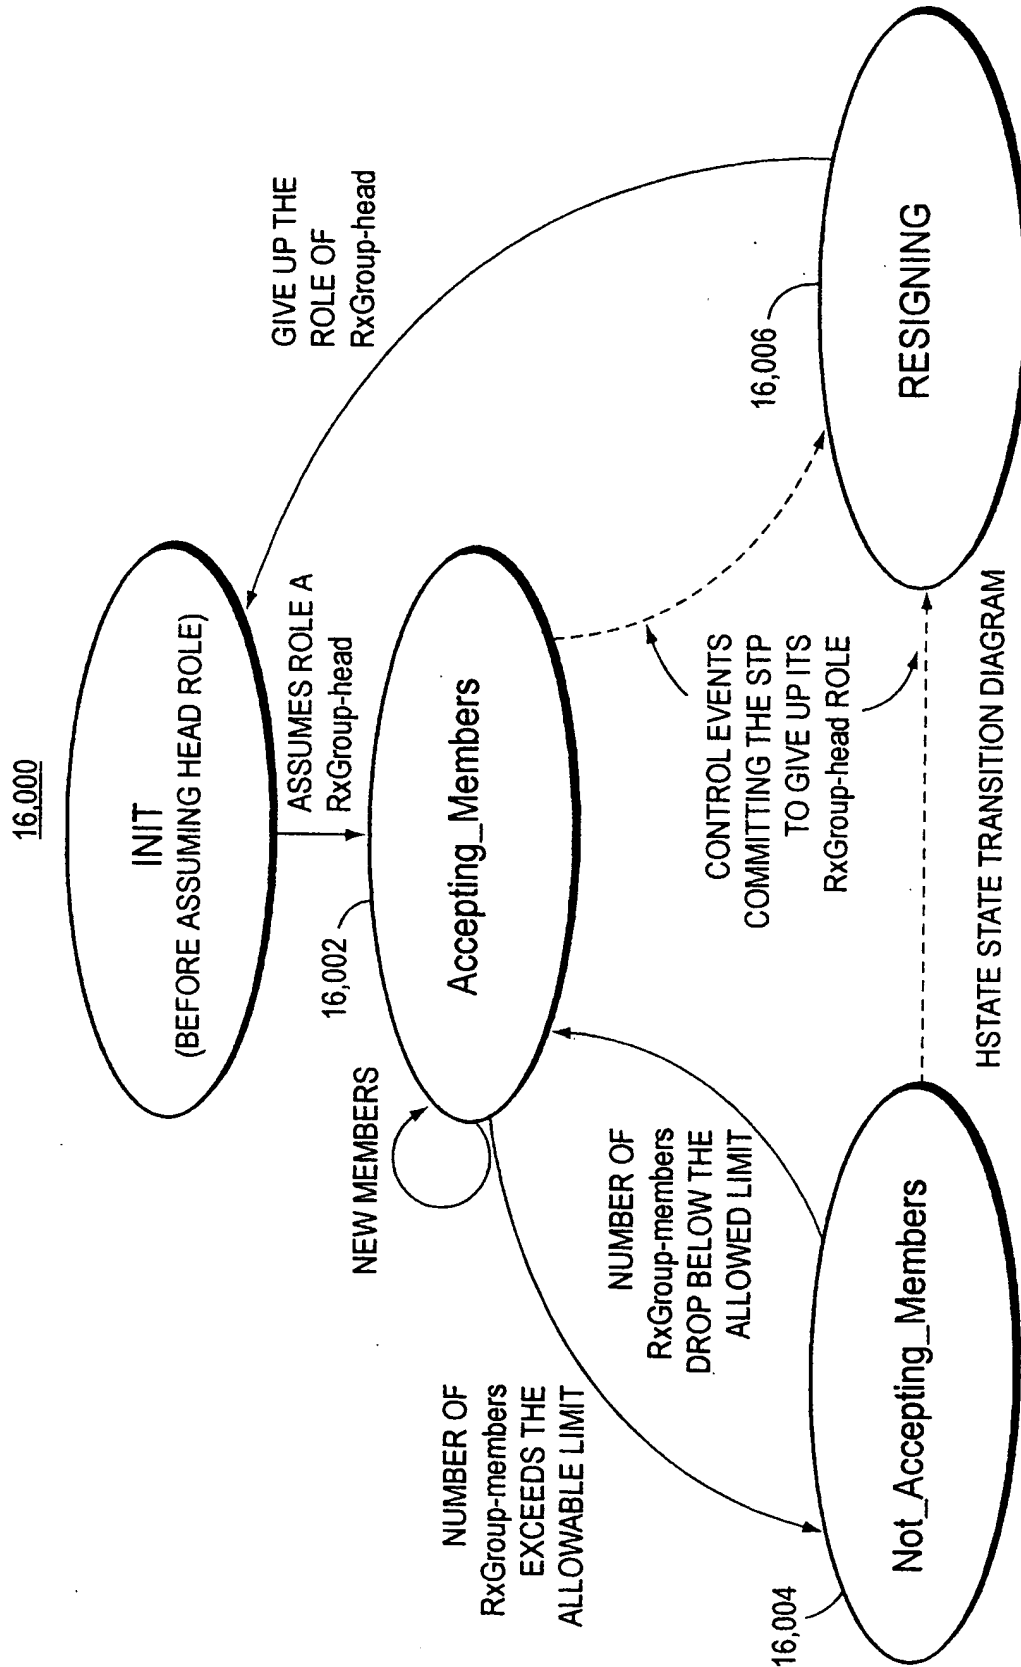 16,000
INIT
(BEFORE ASSUMING HEAD ROLE)
ASSUMES ROLE A
RxGroup-head
GIVE UP THE
ROLE OF
RxGroup-head
16,002
Accepting_Members
NEW MEMBERS
NUMBER OF
RxGroup-members
EXCEEDS THE
ALLOWABLE LIMIT
NUMBER OF
RxGroup-members
DROP BELOW THE
ALLOWED LIMIT
CONTROL EVENTS
COMMITTING THE STP
TO GIVE UP ITS
RxGroup-head ROLE
16,004
Not_Accepting_Members
16,006
RESIGNING
HSTATE STATE TRANSITION DIAGRAM